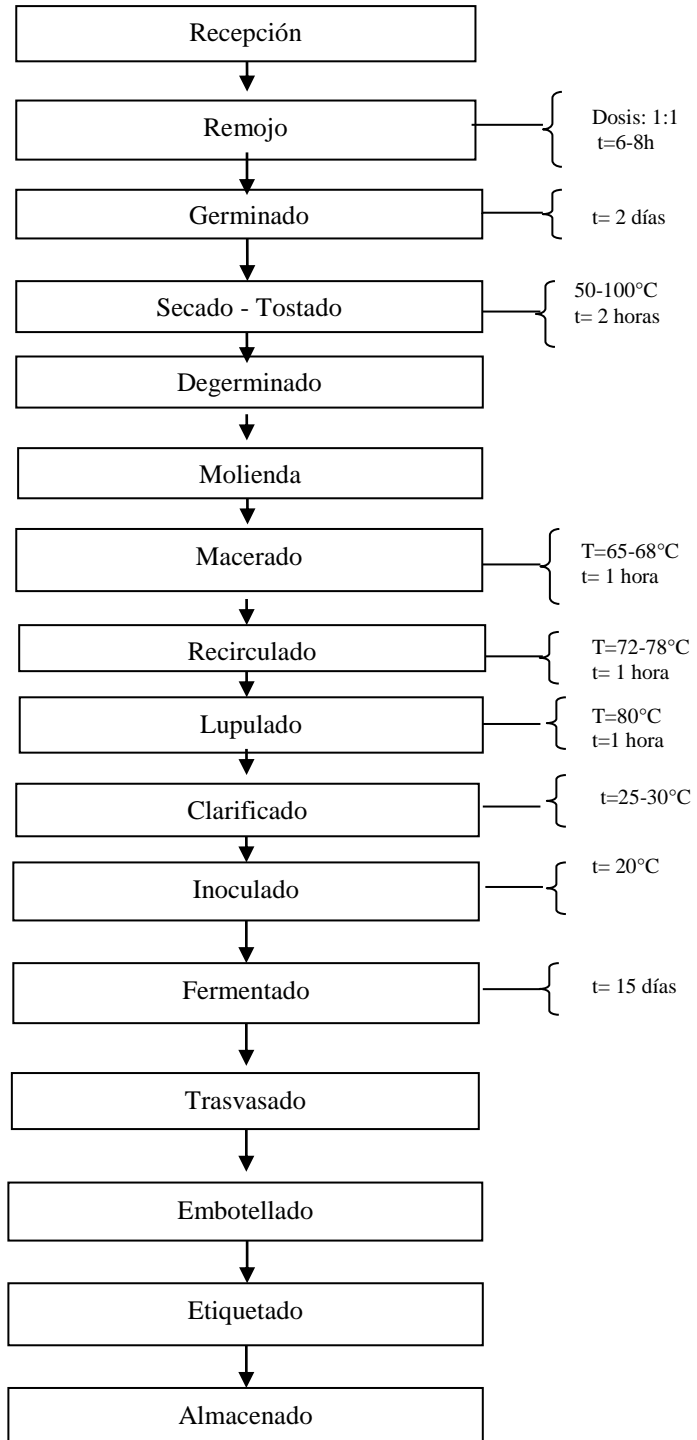 Recepción
Remojo
Dosis: 1:1
t=6-8h
Germinado
t= 2 días
Secado - Tostado
50-100°C
t= 2 horas
Degerminado
Molienda
Macerado
T=65-68°C
t= 1 hora
Recirculado
T=72-78°C
t= 1 hora
Lupulado
T=80°C
t=1 hora
Clarificado
t=25-30°C
Inoculado
t= 20°C
Fermentado
t= 15 días
Trasvasado
Embotellado
Etiquetado
Almacenado